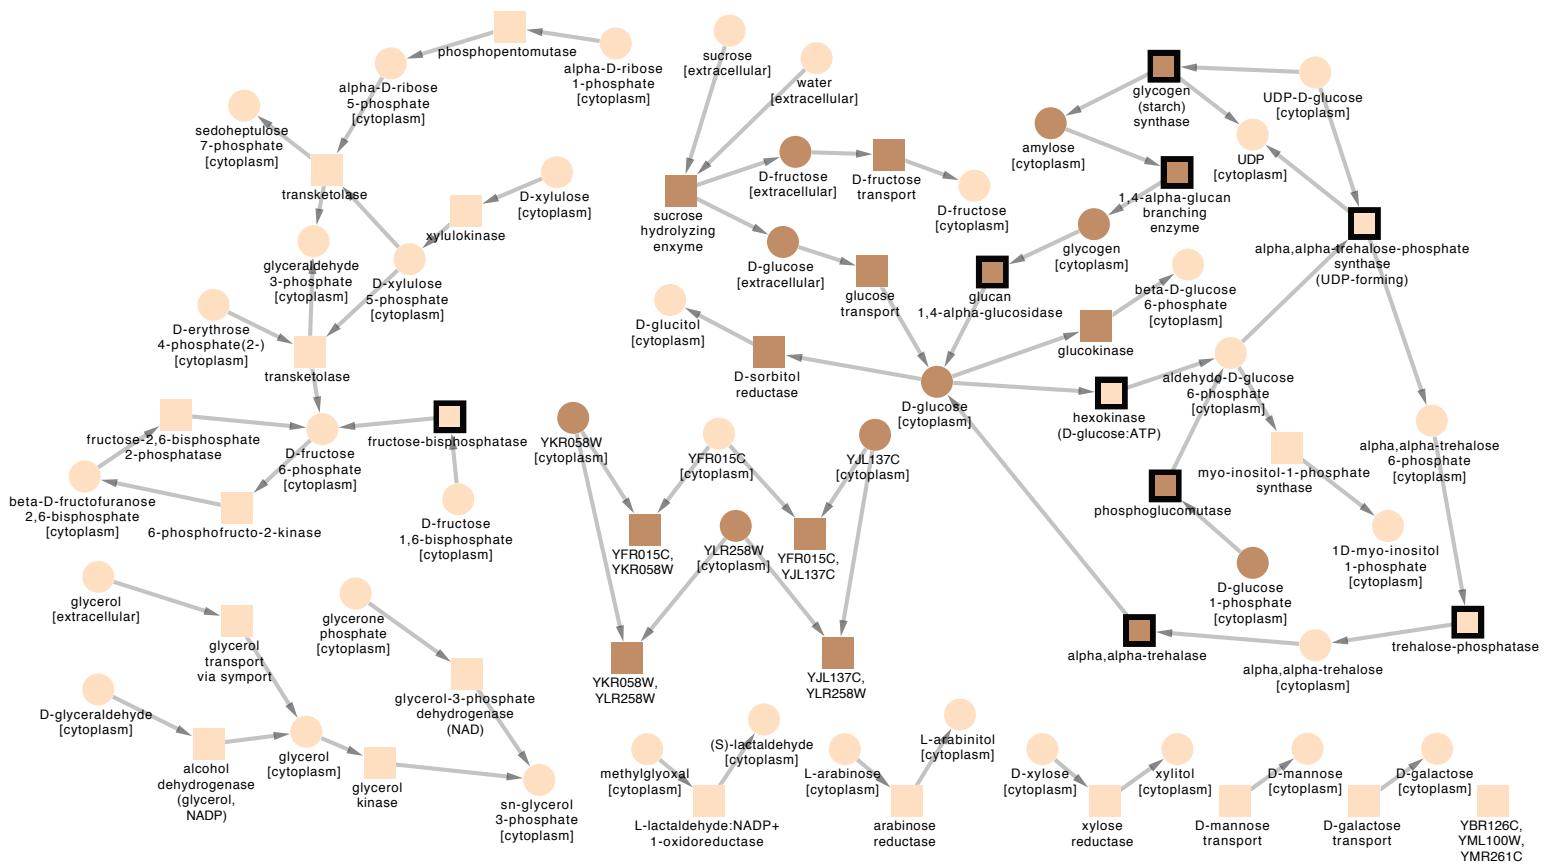 phosphopentomutase
alpha-D-ribose
1-phosphate
[cytoplasm]
alpha-D-ribose
5-phosphate
[cytoplasm]
sedoheptulose
7-phosphate
[cytoplasm]
transketolase
D-xylulose
[cytoplasm]
xylulokinase
glyceraldehyde
3-phosphate
[cytoplasm]
D-xylulose
5-phosphate
[cytoplasm]
D-erythrose
4-phosphate(2-)
[cytoplasm]
transketolase
sucrose
[extracellular]
water
[extracellular]
D-fructose
[extracellular]
D-fructose
transport
D-fructose
[cytoplasm]
sucrose
hydrolyzing
enxyme
D-glucose
[extracellular]
glucose
transport
D-glucitol
[cytoplasm]
D-sorbitol
reductase
glycogen
(starch)
synthase
UDP-D-glucose
[cytoplasm]
amylose
[cytoplasm]
UDP
[cytoplasm]
1,4-alpha-glucan
branching
enzyme
glycogen
[cytoplasm]
alpha,alpha-trehalose-phosphate
synthase
(UDP-forming)
glucan
1,4-alpha-glucosidase
beta-D-glucose
6-phosphate
[cytoplasm]
glucokinase
D-glucose
[cytoplasm]
hexokinase
(D-glucose:ATP)
aldehydo-D-glucose
6-phosphate
[cytoplasm]
fructose-2,6-bisphosphate
2-phosphatase
D-fructose
6-phosphate
[cytoplasm]
fructose-bisphosphatase
beta-D-fructofuranose
2,6-bisphosphate
[cytoplasm]
6-phosphofructo-2-kinase
D-fructose
1,6-bisphosphate
[cytoplasm]
YKR058W
[cytoplasm]
YFR015C
[cytoplasm]
YJL137C
[cytoplasm]
YFR015C,
YKR058W
YLR258W
[cytoplasm]
YFR015C,
YJL137C
YKR058W,
YLR258W
YJL137C,
YLR258W
myo-inositol-1-phosphate
synthase
alpha,alpha-trehalose
6-phosphate
[cytoplasm]
phosphoglucomutase
1D-myo-inositol
1-phosphate
[cytoplasm]
D-glucose
1-phosphate
[cytoplasm]
alpha,alpha-trehalase
alpha,alpha-trehalose
[cytoplasm]
trehalose-phosphatase
glycerol
[extracellular]
glycerol
transport
via symport
glycerone
phosphate
[cytoplasm]
glycerol-3-phosphate
dehydrogenase
(NAD)
D-glyceraldehyde
[cytoplasm]
alcohol
dehydrogenase
(glycerol,
NADP)
glycerol
[cytoplasm]
glycerol
kinase
sn-glycerol
3-phosphate
[cytoplasm]
methylglyoxal
[cytoplasm]
(S)-lactaldehyde
[cytoplasm]
L-lactaldehyde:NADP+
1-oxidoreductase
L-arabinose
[cytoplasm]
L-arabinitol
[cytoplasm]
arabinose
reductase
D-xylose
[cytoplasm]
xylitol
[cytoplasm]
xylose
reductase
D-mannose
[cytoplasm]
D-mannose
transport
D-galactose
[cytoplasm]
D-galactose
transport
YBR126C,
YML100W,
YMR261C